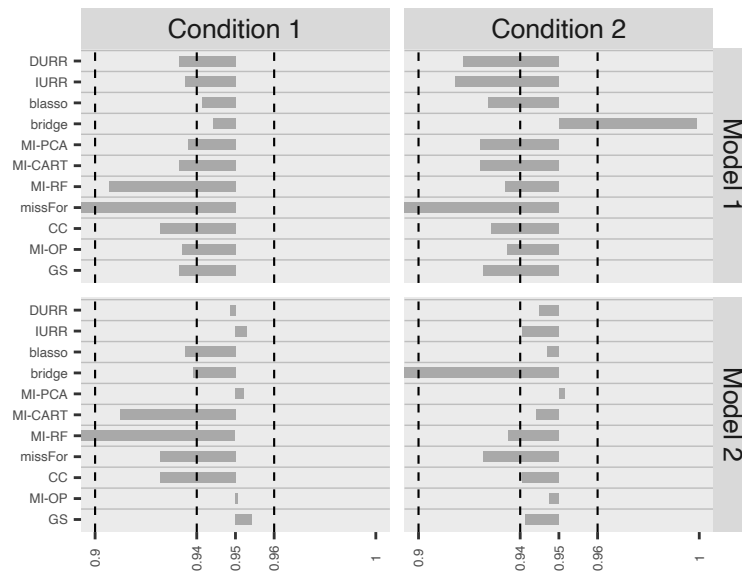 Condition 1
Condition 2
DURR
IURR
blasso
bridge
MI-PCA
MI-CART
MI-RF
missFor
CC
MI-OP
GS
Model 1
DURR
IURR
blasso
bridge
MI-PCA
MI-CART
MI-RF
missFor
CC
MI-OP
GS
Model 2
0.9
0.94
0.95
0.96
1
0.9
0.94
0.95
0.96
1